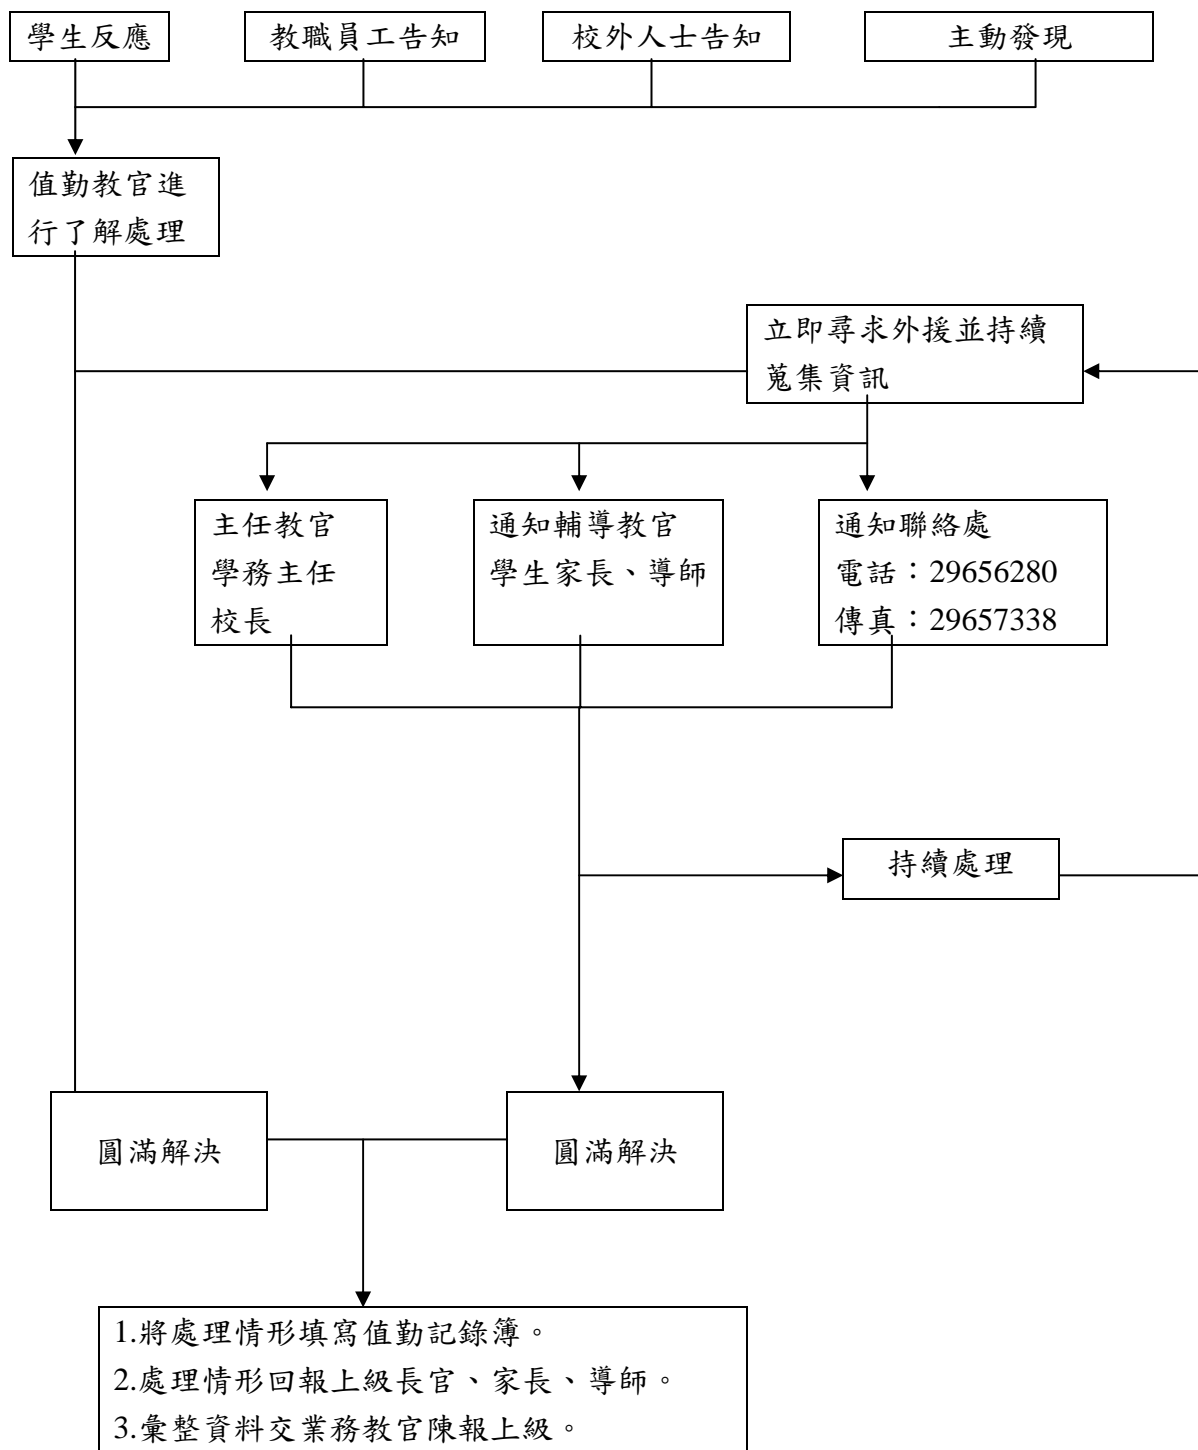 學生反應
教職員工告知
校外人士告知
主動發現
值勤教官進
行了解處理
立即尋求外援並持續
蒐集資訊
主任教官
學務主任
校長
通知輔導教官
學生家長、導師
通知聯絡處
電話：29656280
傳真：29657338
持續處理
圓滿解決
圓滿解決
1.將處理情形填寫值勤記錄簿。
2.處理情形回報上級長官、家長、導師。
3.彙整資料交業務教官陳報上級。